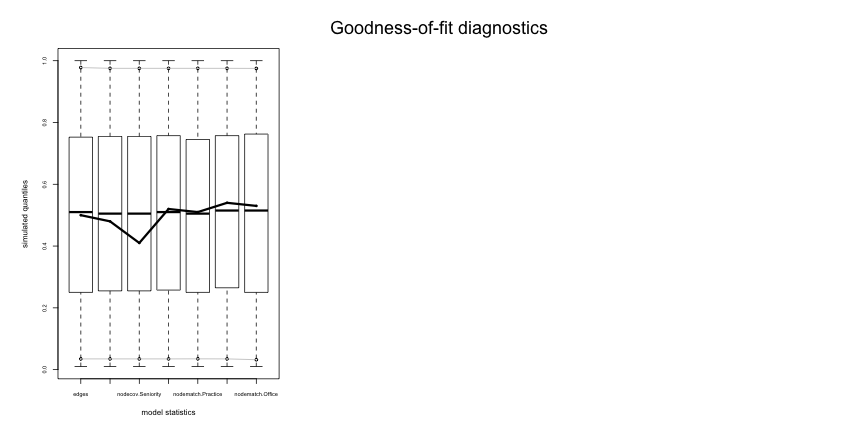 Goodness-of-fit diagnostics
simulated quantiles
1.0
0.8
0.6
0.4
0.2
0.0
edges nodecov.Seniority nodematch.Practice nodematch.Office
model statistics